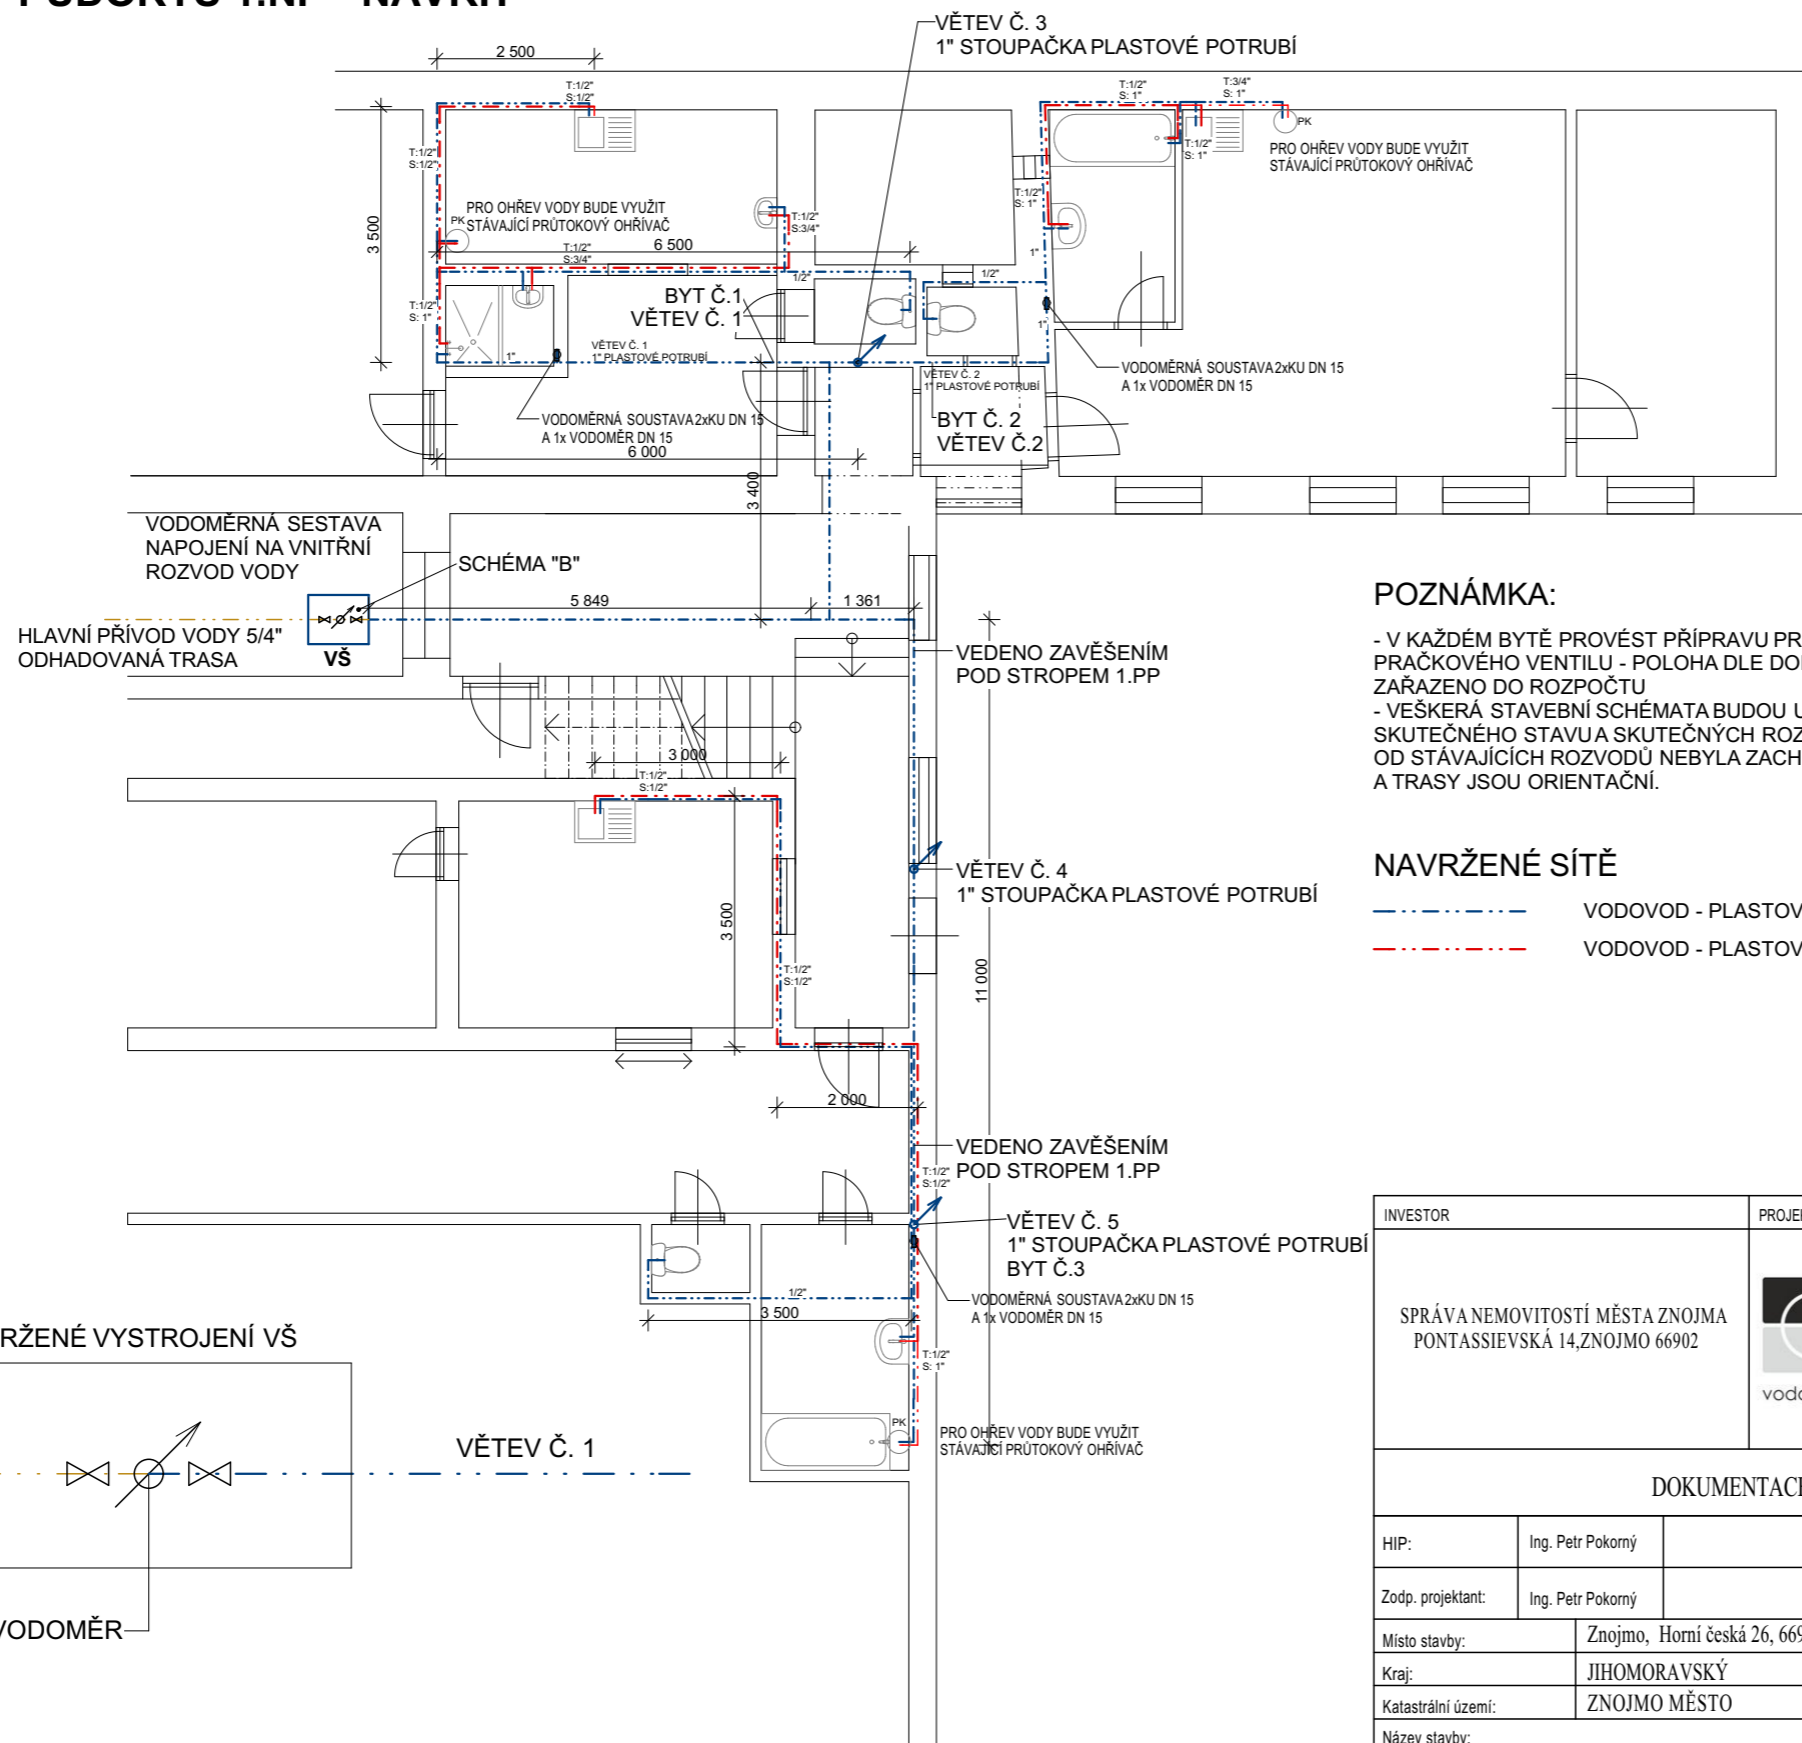 VĚTEV Č. 3
1" STOUPAČKA PLASTOVÉ POTRUBÍ
2 500
T:1/2"
S:1/2"
T:1/2"
S: 1"
T:3/4"
S: 1"
PK
PRO OHŘEV VODY BUDE VYUŽIT
STÁVAJÍCÍ PRŮTOKOVÝ OHŘÍVAČ
T:1/2"
S: 1"
T:1/2"
S:1/2"
T:1/2"
S: 1"
3 500
PRO OHŘEV VODY BUDE VYUŽIT
STÁVAJÍCÍ PRŮTOKOVÝ OHŘÍVAČ
PK
T:1/2"
S:3/4"
T:1/2"
S:3/4"
6 500
1"
1/2"
1/2"
BYT Č.1
VĚTEV Č. 1
T:1/2"
S: 1"
1"
1"
VĚTEV Č. 1
1" PLASTOVÉ POTRUBÍ
VĚTEV Č. 2
1" PLASTOVÉ POTRUBÍ
VODOMĚRNÁ SOUSTAVA2xKU DN 15
A 1x VODOMĚR DN 15
VODOMĚRNÁ SOUSTAVA2xKU DN 15
A 1x VODOMĚR DN 15
BYT Č. 2
VĚTEV Č.2
6 000
3 400
VODOMĚRNÁ SESTAVA
NAPOJENÍ NA VNITŘNÍ
ROZVOD VODY
SCHÉMA "B"
5 849
1 361
HLAVNÍ PŘÍVOD VODY 5/4"
ODHADOVANÁ TRASA
VŠ
VEDENO ZAVĚŠENÍM
POD STROPEM 1.PP
POZNÁMKA:
- V KAŽDÉM BYTĚ PROVÉST PŘÍPRAVU
PRAČKOVÉHO VENTILU - POLOHA DLE
ZAŘAZENO DO ROZPOČTU
- VEŠKERÁ STAVEBNÍ SCHÉMATA BUDOU
SKUTEČNÉHO STAVU A SKUTEČNÝCH
OD STÁVAJÍCÍCH ROZVODŮ NEBYLA
A TRASY JSOU ORIENTAČNÍ.
3 000
T:1/2"
S:1/2"
VĚTEV Č. 4
1" STOUPAČKA PLASTOVÉ POTRUBÍ
NAVRŽENÉ SÍTĚ
VODOVOD - PLASTOV
VODOVOD - PLASTOV
3 500
T:1/2"
S:1/2"
11 000
2 000
VEDENO ZAVĚŠENÍM
POD STROPEM 1.PP
T:1/2"
S:1/2"
VĚTEV Č. 5
1" STOUPAČKA PLASTOVÉ POTRUBÍ
BYT Č.3
1/2"
VODOMĚRNÁ SOUSTAVA2xKU DN 15
A 1x VODOMĚR DN 15
3 500
T:1/2"
S: 1"
PK
PRO OHŘEV VODY BUDE VYUŽIT
STÁVAJÍCÍ PRŮTOKOVÝ OHŘÍVAČ
RŽENÉ VYSTROJENÍ VŠ
VĚTEV Č. 1
VODOMĚR
INVESTOR
SPRÁVA NEMOVITOSTÍ MĚSTA ZNOJMA
PONTASSIEVSKÁ 14,ZNOJMO 66902
HIP:
Ing. Petr Pokorný
Zodp. projektant:
Ing. Petr Pokorný
Místo stavby:
Znojmo, Horní česká 26, 669
Kraj:
JIHOMORAVSKÝ
Katastrální území:
ZNOJMO MĚSTO
Název stavby: